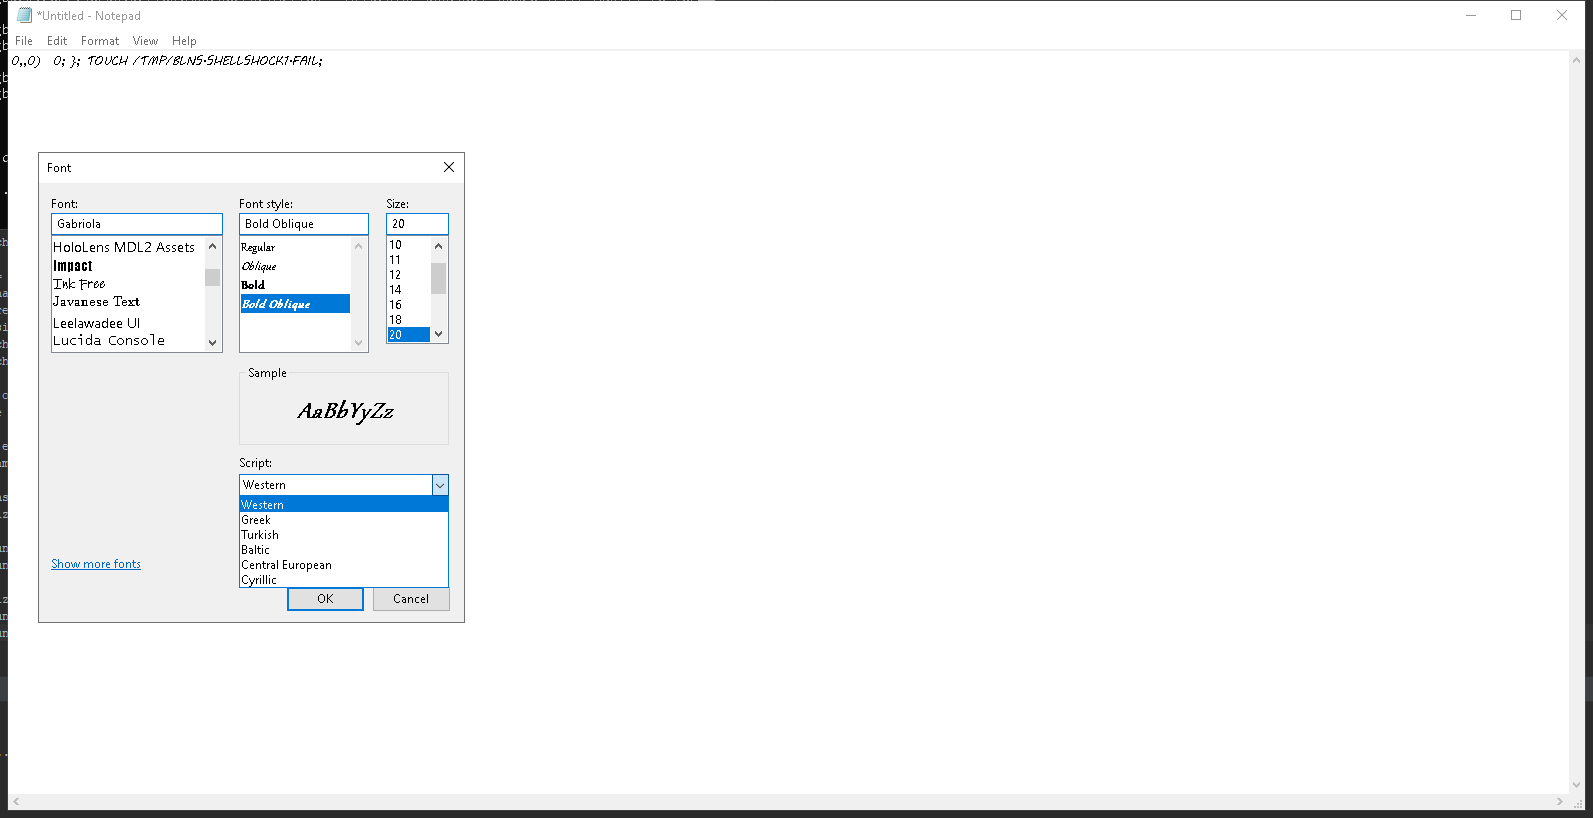 *Untitled - Notepad
File Edit Format View Help
0,,0) 0; }; TOUCH /TMP/BLNS.SHELLSHOCK1.FAIL;
Font
Font: Font style: Size:
Gabriola Bold Oblique 20
HoloLens MDL2 Assets
Impact
Ink Free
Javanese Text
Leelawadee UI
Lucida Console
Regular
Oblique
Bold
Bold Oblique
10
11
12
14
16
18
20
Sample
AaBbYyZz
Script:
Western
Western
Greek
Turkish
Baltic
Central European
Cyrillic
Show more fonts
OK Cancel